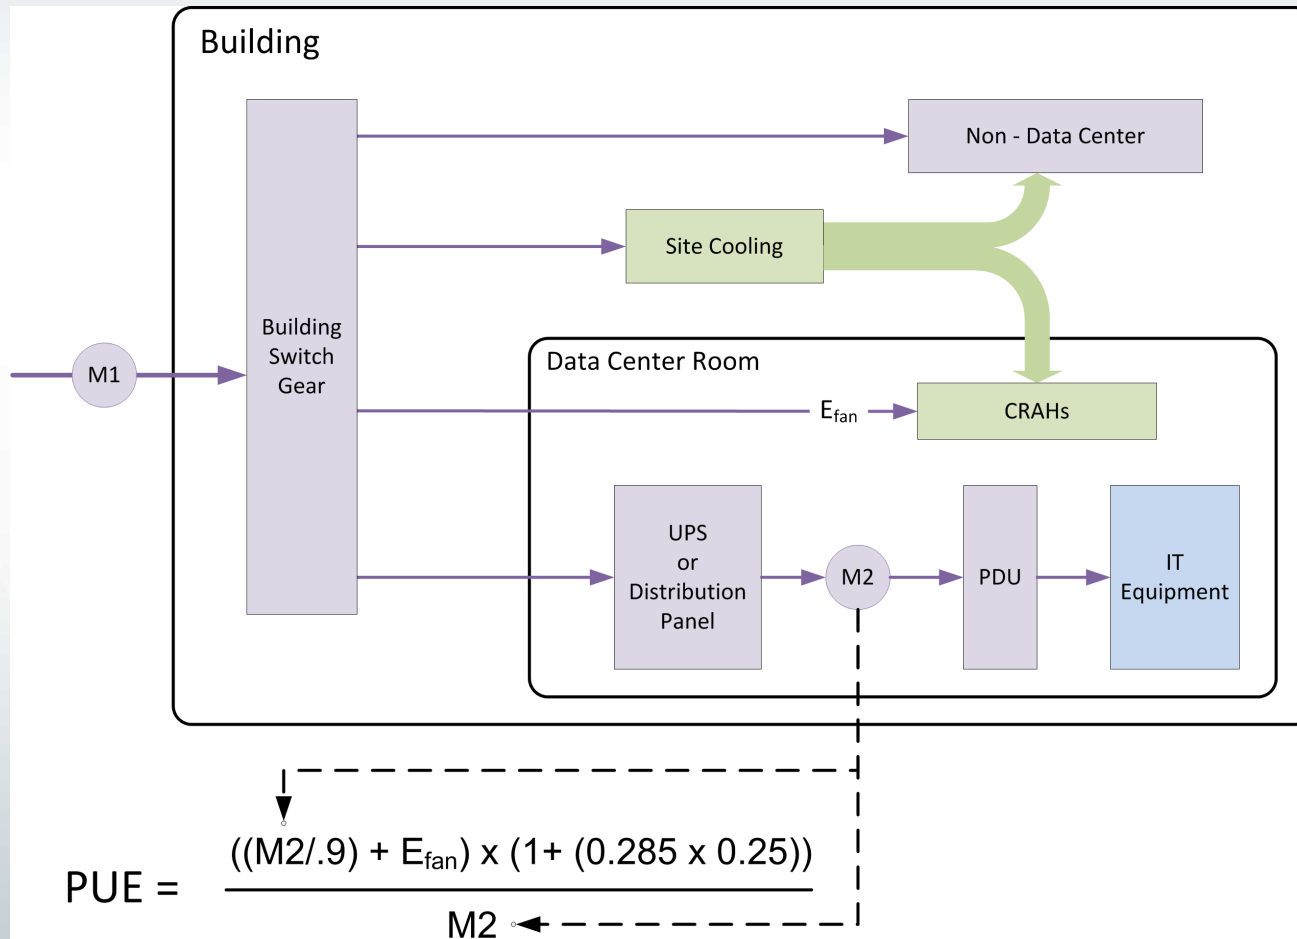 Building
Non - Data Center
Site Cooling
Building
Switch
Gear
M1
Data Center Room
Efan
CRAHs
UPS
or
Distribution
Panel
M2
PDU
IT
Equipment
PUE =
((M2/.9) + Efan) x (1+ (0.285 x 0.25))
M2